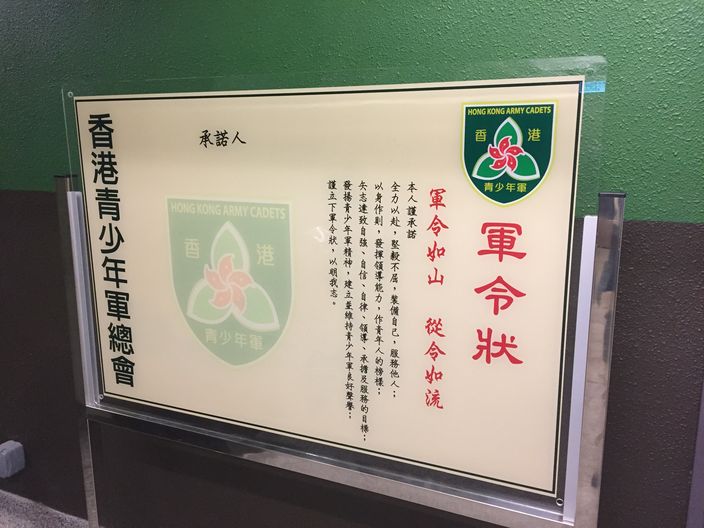 HONG KONG ARMY CADETS
香港
青少年軍
軍令狀
軍令如山 從令如流
本人謹承諾
全力以赴，堅毅不屈，裝備自己，服務他人；
以身作則，發揮領導能力，作青年人的榜樣；
矢志達致自強、自信、自律、領導、承擔及服務的目標；
發揚青少年軍精神，建立並維持青少年軍良好聲譽；
謹立下軍令狀，以明我志。
HONG KONG ARMY CADETS
香港
青少年軍
承諾人
香港青少年軍總會